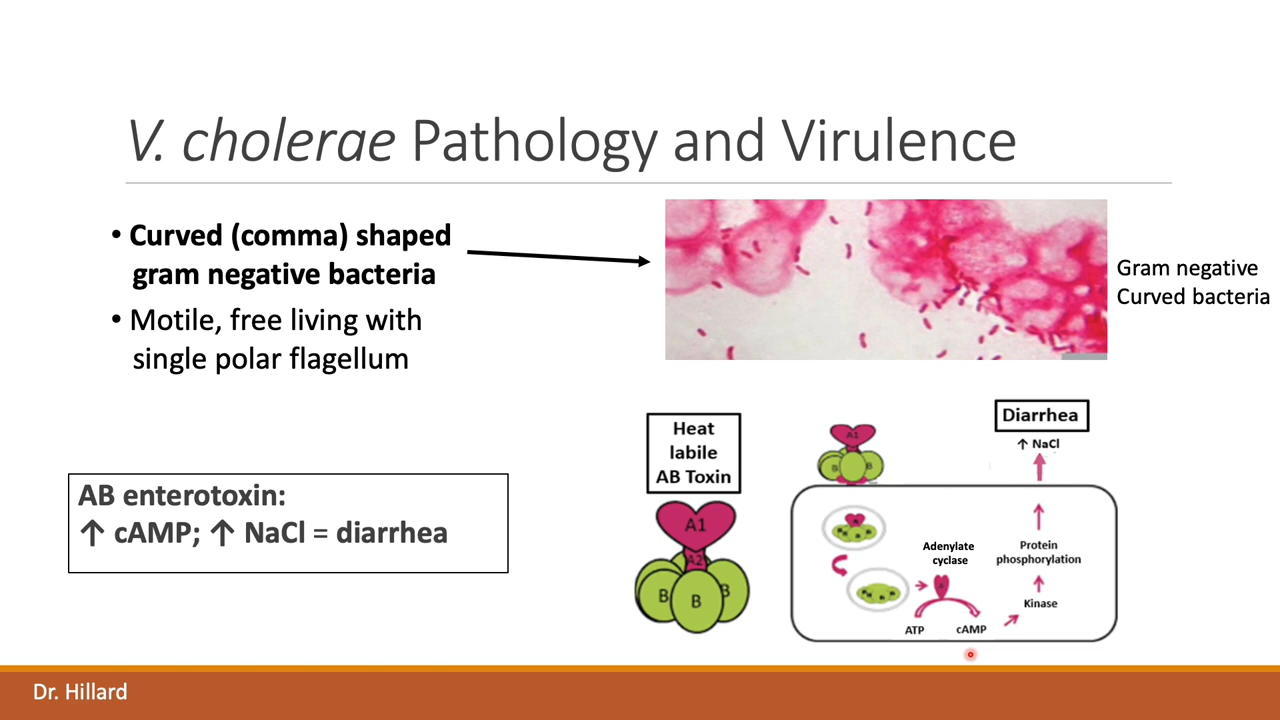 V. cholerae Pathology and Virulence
• Curved (comma) shaped
gram negative bacteria
• Motile, free living with
single polar flagellum
Gram negative
Curved bacteria
AB enterotoxin:
↑ cAMP; ↑ NaCl = diarrhea
Heat
labile
AB Toxin
A1
A2
B
B
B
A1
B
B
Diarrhea
↑ NaCl
Adenylate
cyclase
Protein
phosphorylation
Kinase
ATP
cAMP
Dr. Hillard